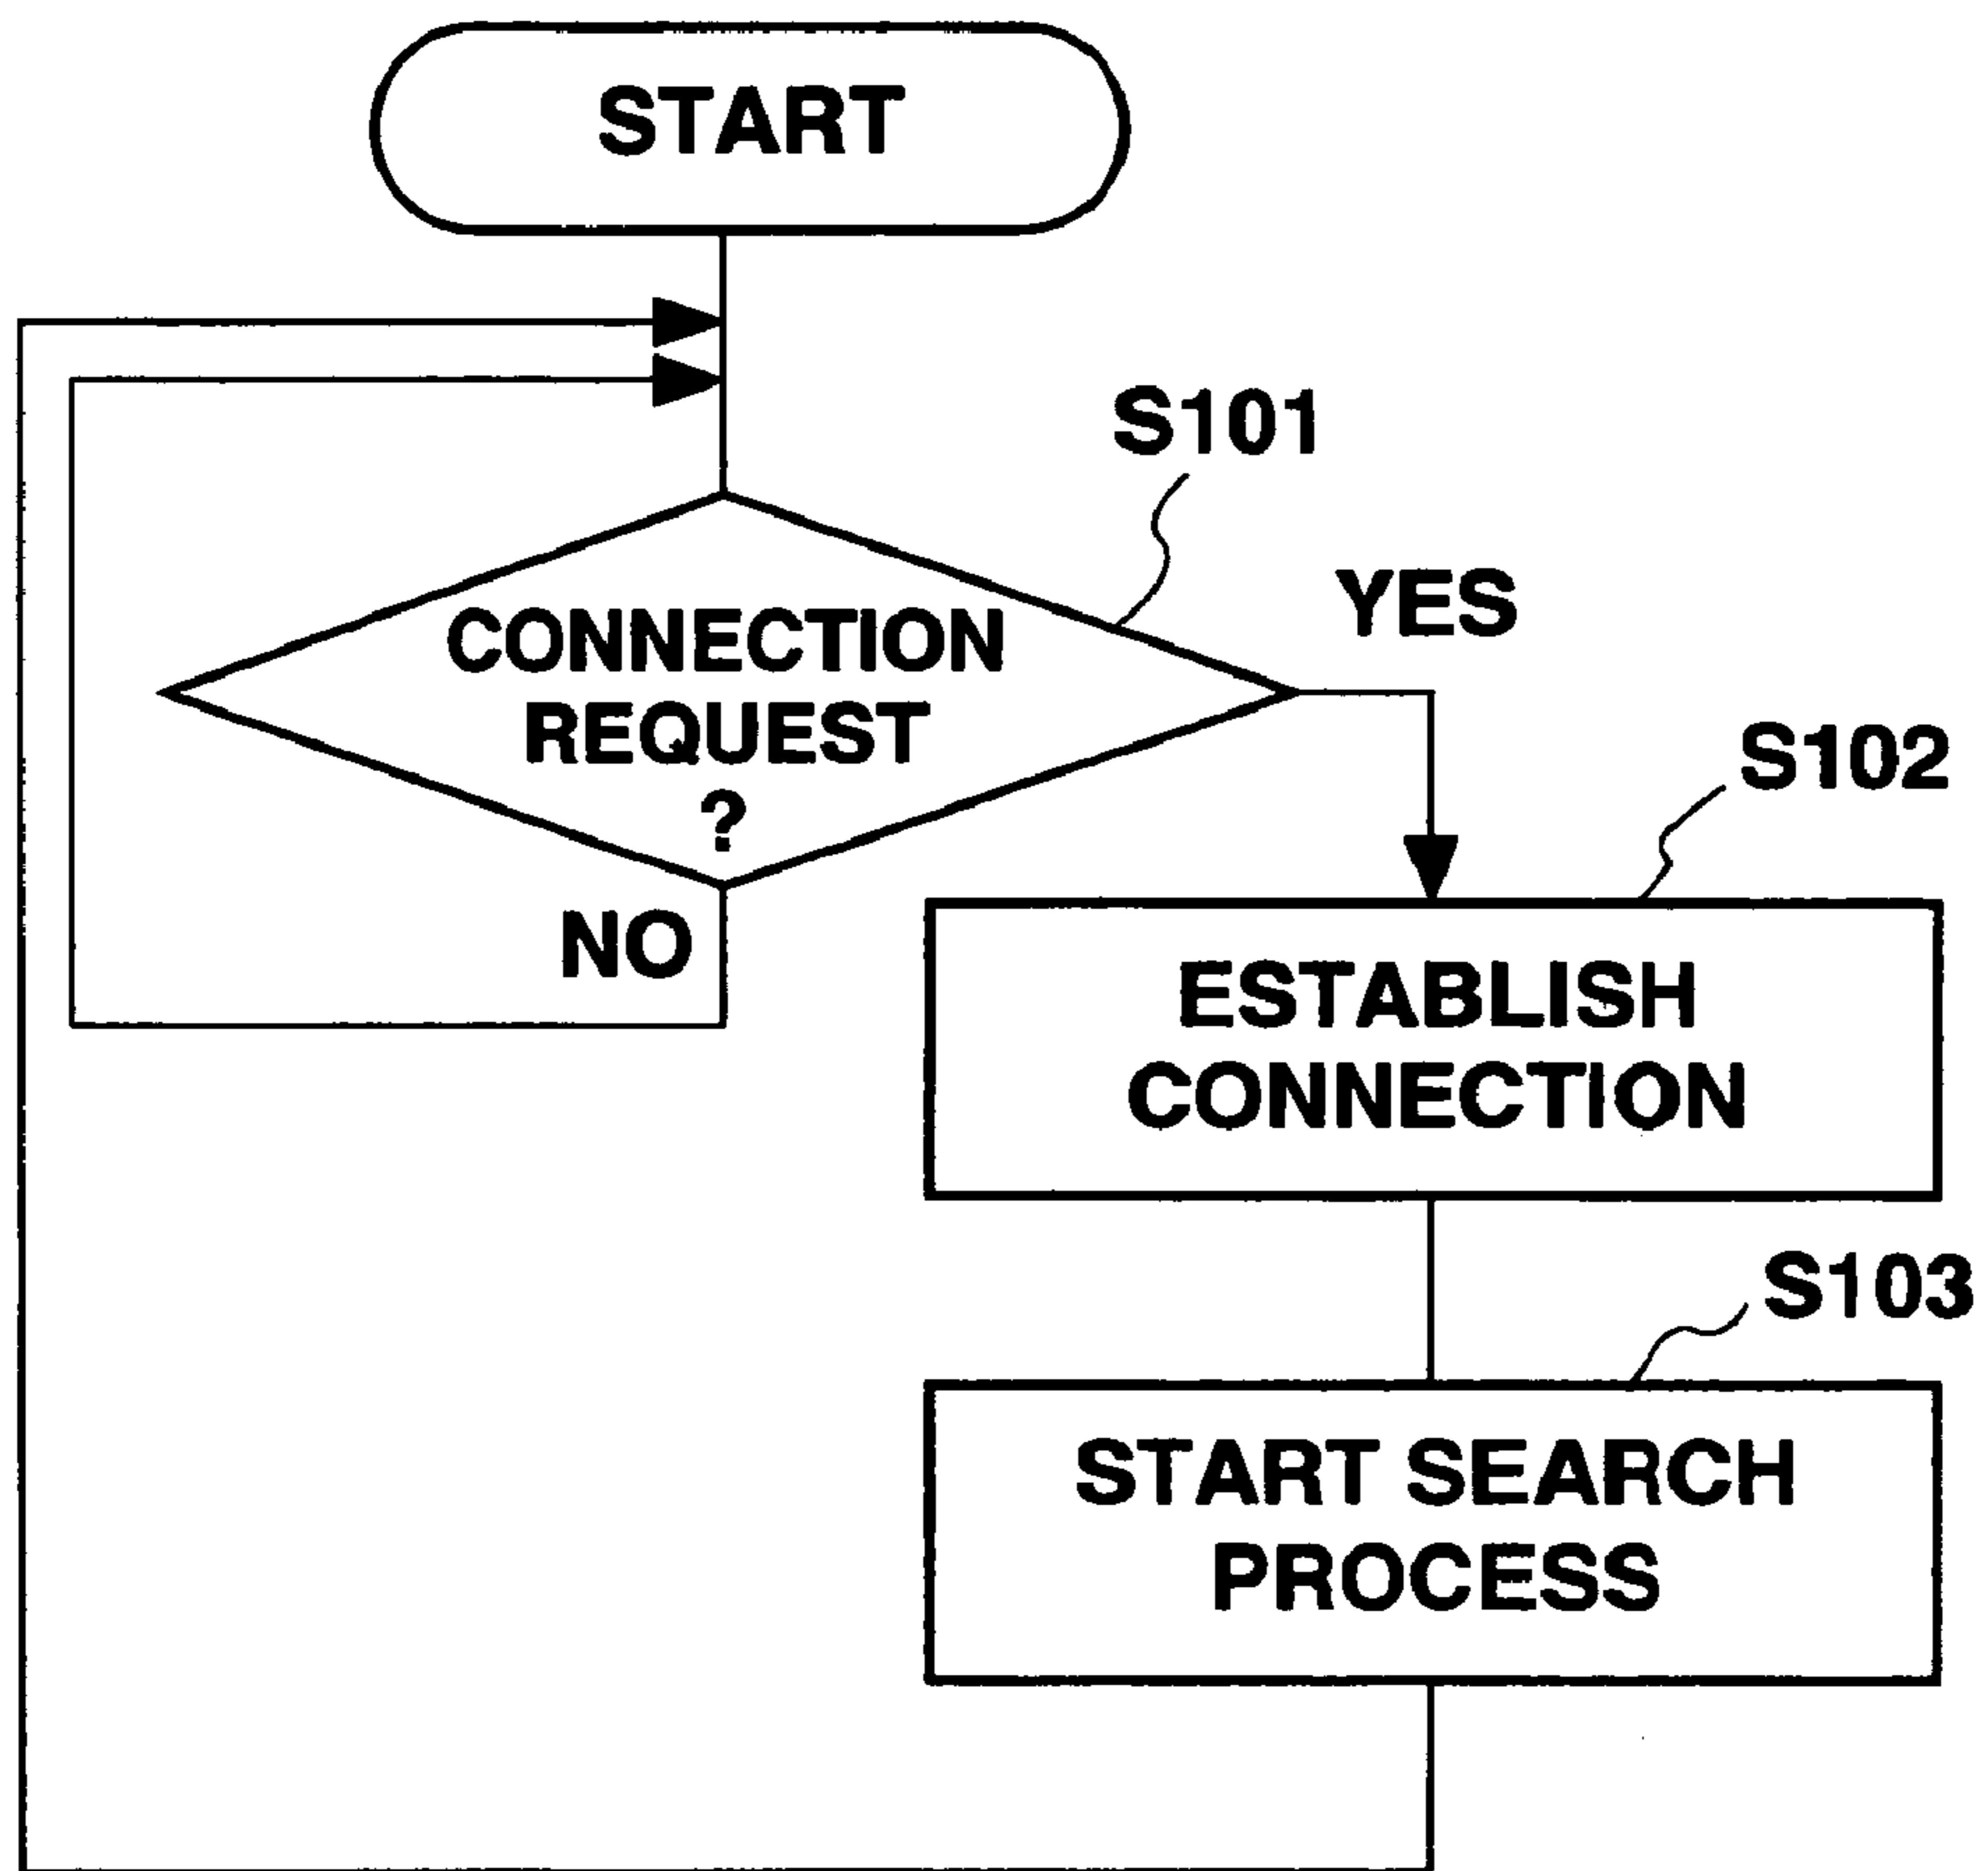 START
S101
CONNECTION
REQUEST
?
YES
NO
S102
ESTABLISH
CONNECTION
S103
START SEARCH
PROCESS